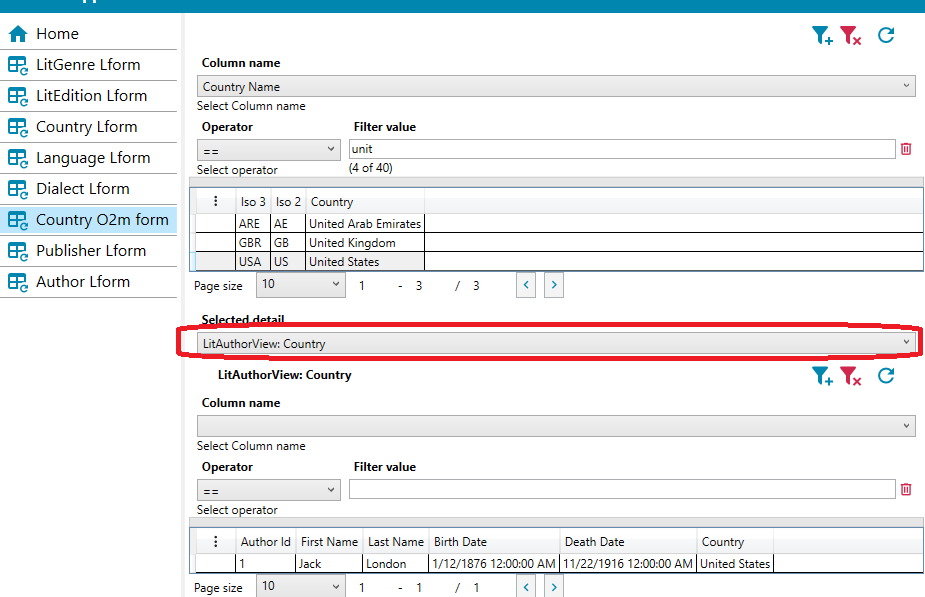 Home
LitGenre Lform
LitEdition Lform
Country Lform
Language Lform
Dialect Lform
Country O2m form
Publisher Lform
Author Lform
Column name
Country Name
Select Column name
Operator Filter value
== unit
Select operator (4 of 40)
Iso 3 Iso 2 Country
ARE AE United Arab Emirates
GBR GB United Kingdom
USA US United States
Page size 10 1 - 3 / 3 < >
Selected detail
LitAuthorView: Country
LitAuthorView: Country
Column name
Select Column name
Operator Filter value
==
Select operator
Author Id First Name Last Name Birth Date Death Date Country
1 Jack London 1/12/1876 12:00:00 AM 11/22/1916 12:00:00 AM United States
Page size 10 1 - 1 / 1 < >